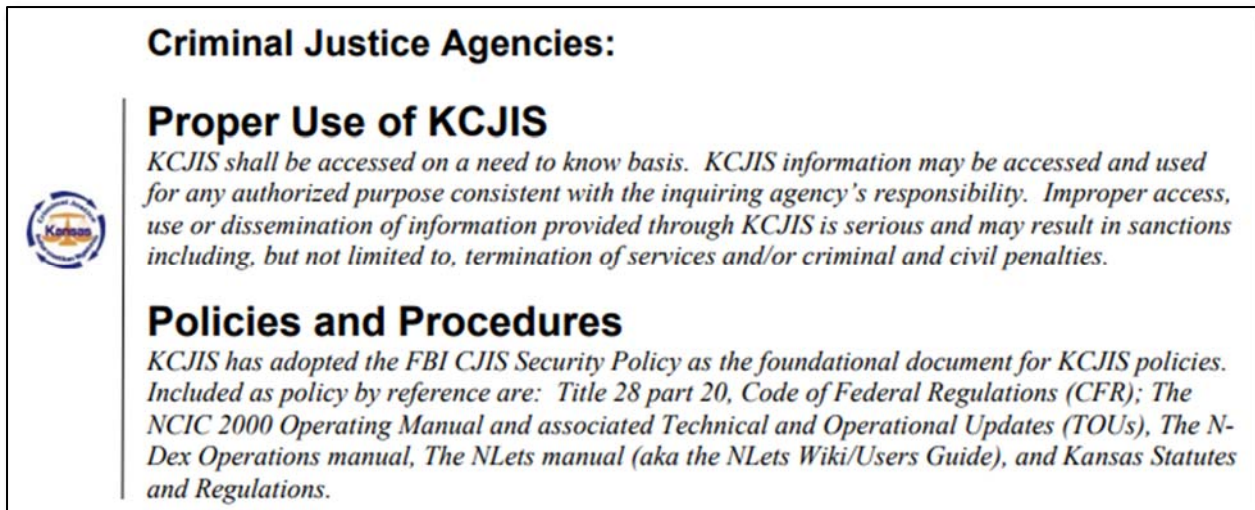 Criminal Justice Agencies:
Proper Use of KCJIS
KCJIS shall be accessed on a need to know basis.  KCJIS information may be accessed and used
for any authorized purpose consistent with the inquiring agency's responsibility.  Improper access,
use or dissemination of information provided through KCJIS is serious and may result in sanctions
including, but not limited to, termination of services and/or criminal and civil penalties.
Kansas
Policies and Procedures
KCJIS has adopted the FBI CJIS Security Policy as the foundational document for KCJIS policies.
Included as policy by reference are:  Title 28 part 20, Code of Federal Regulations (CFR); The
NCIC 2000 Operating Manual and associated Technical and Operational Updates (TOUs), The N-
Dex Operations manual, The NLets manual (aka the NLets Wiki/Users Guide), and Kansas Statutes
and Regulations.